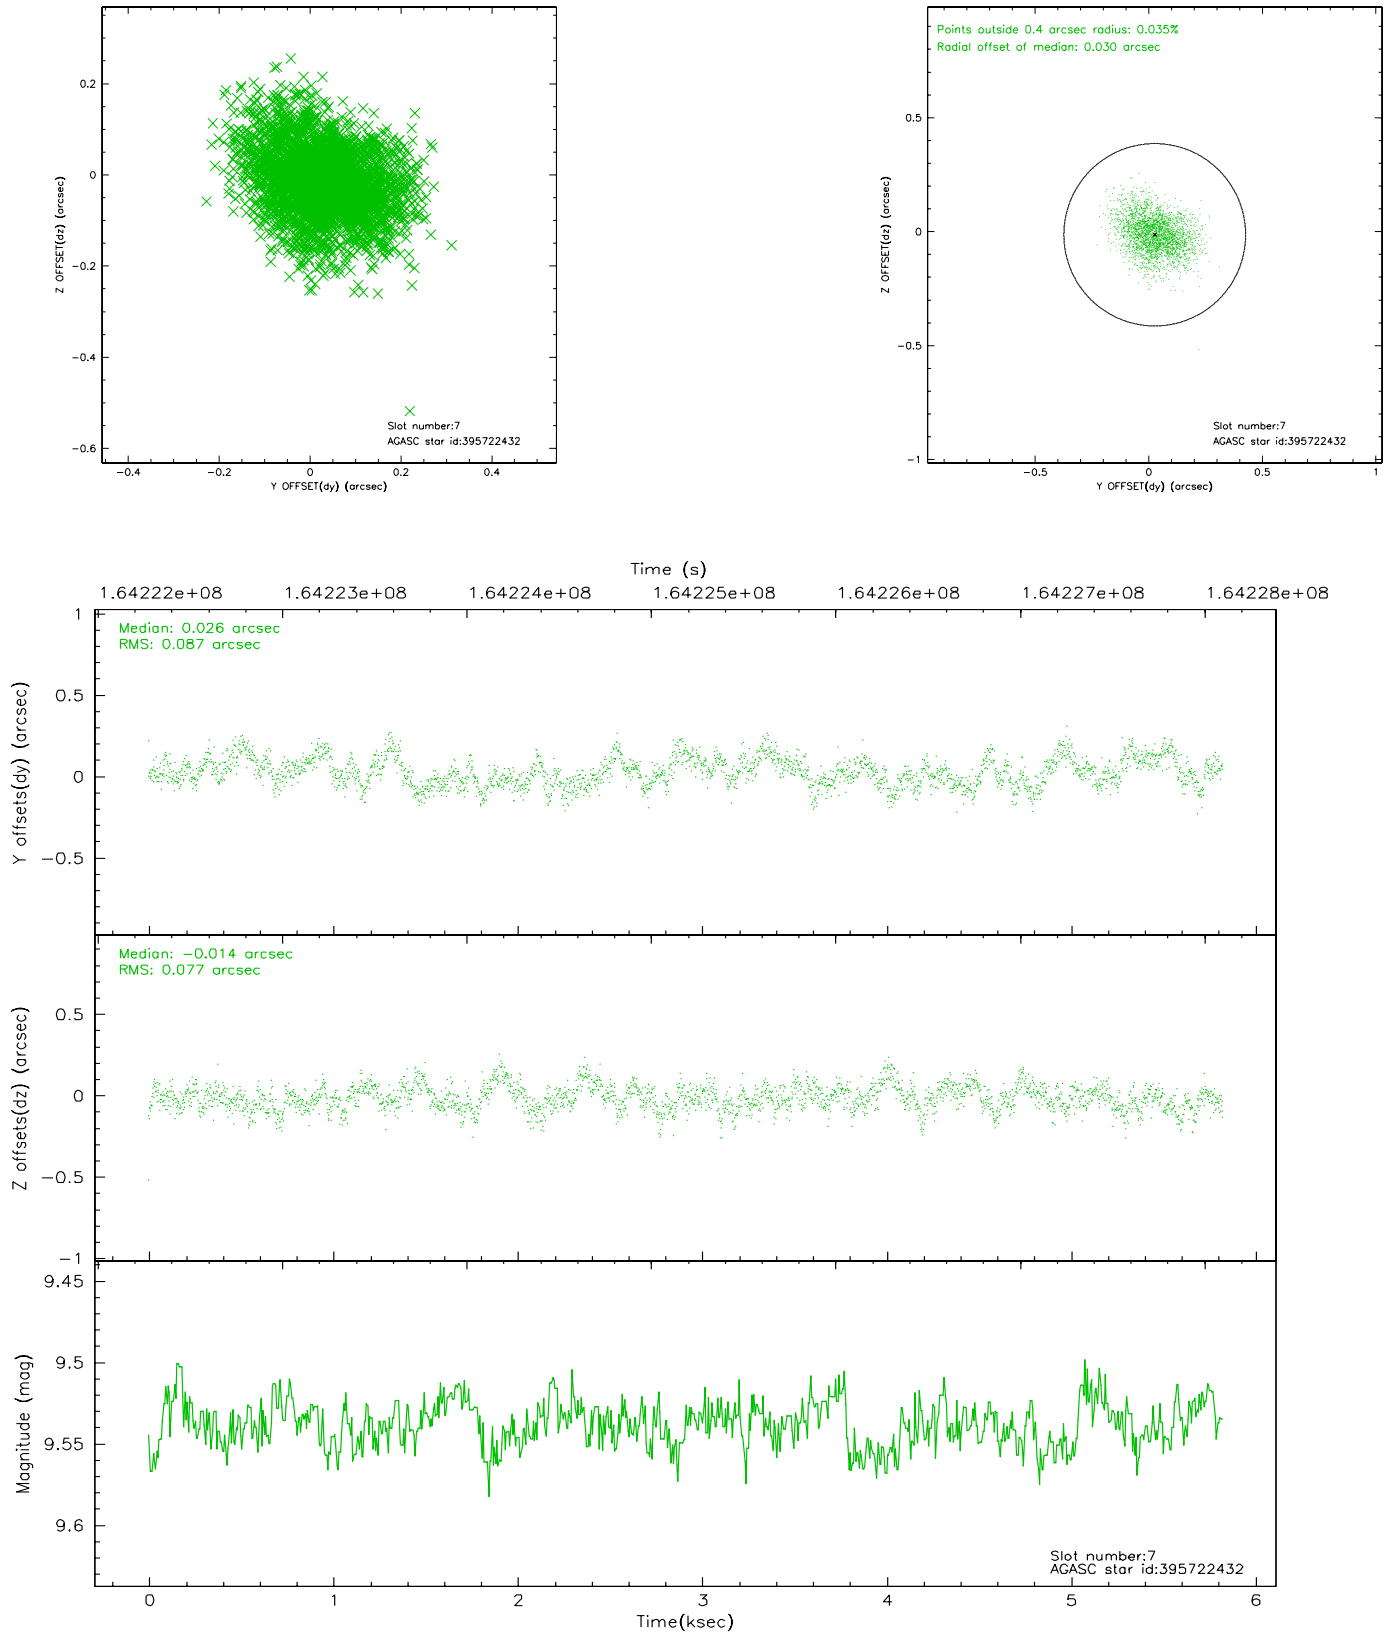 0.2
0
−0.2
−0.4
−0.6
Z OFFSET(dz) (arcsec)
Slot number:7
AGASC star id:395722432
−0.4 −0.2 0 0.2 0.4
Y OFFSET(dy) (arcsec)
Points outside 0.4 arcsec radius: 0.035%
Radial offset of median: 0.030 arcsec
0.5
0
−0.5
−1
Z OFFSET(dz) (arcsec)
Slot number:7
AGASC star id:395722432
−0.5 0 0.5 1
Y OFFSET(dy) (arcsec)
Time (s)
1.64222e+08 1.64223e+08 1.64224e+08 1.64225e+08 1.64226e+08 1.64227e+08 1.64228e+08
Median: 0.026 arcsec
RMS: 0.087 arcsec
1
0.5
0
−0.5
Y offsets(dy) (arcsec)
Median: −0.014 arcsec
RMS: 0.077 arcsec
0.5
0
−0.5
−1
Z offsets(dz) (arcsec)
9.45
9.5
9.55
9.6
Magnitude (mag)
Slot number:7
AGASC star id:395722432
0 1 2 3 4 5 6
Time(ksec)